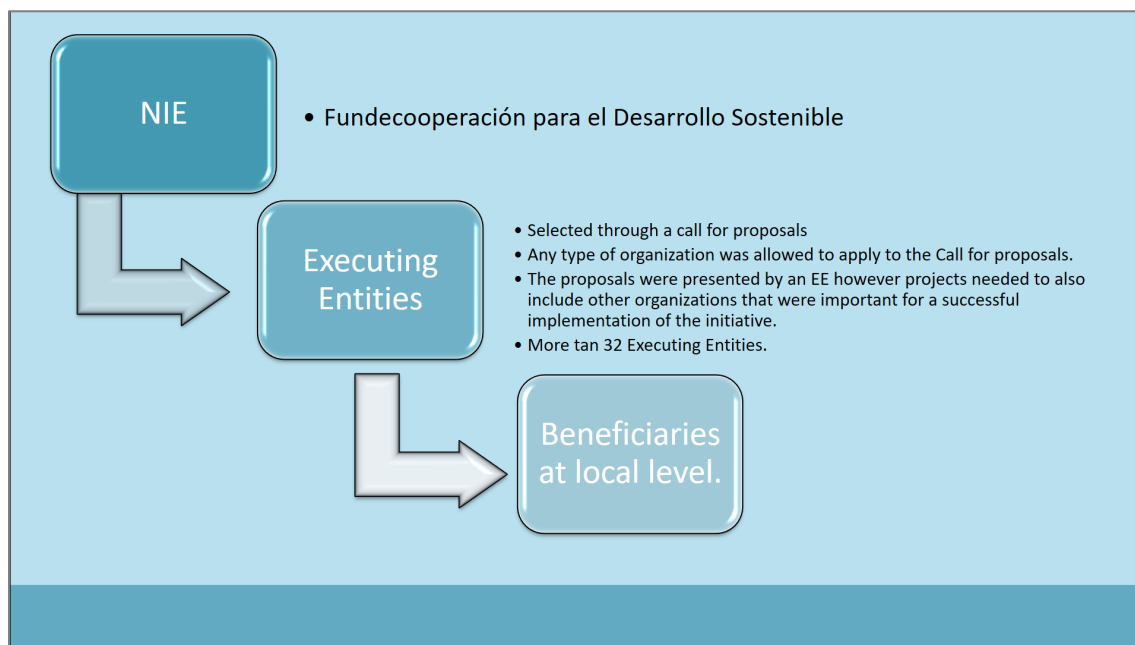 NIE
• Fundecooperación para el Desarrollo Sostenible
Executing
Entities
• Selected through a call for proposals
• Any type of organization was allowed to apply to the Call for proposals.
• The proposals were presented by an EE however projects needed to also
include other organizations that were important for a successful
implementation of the initiative.
• More tan 32 Executing Entities.
Beneficiaries
at local level.